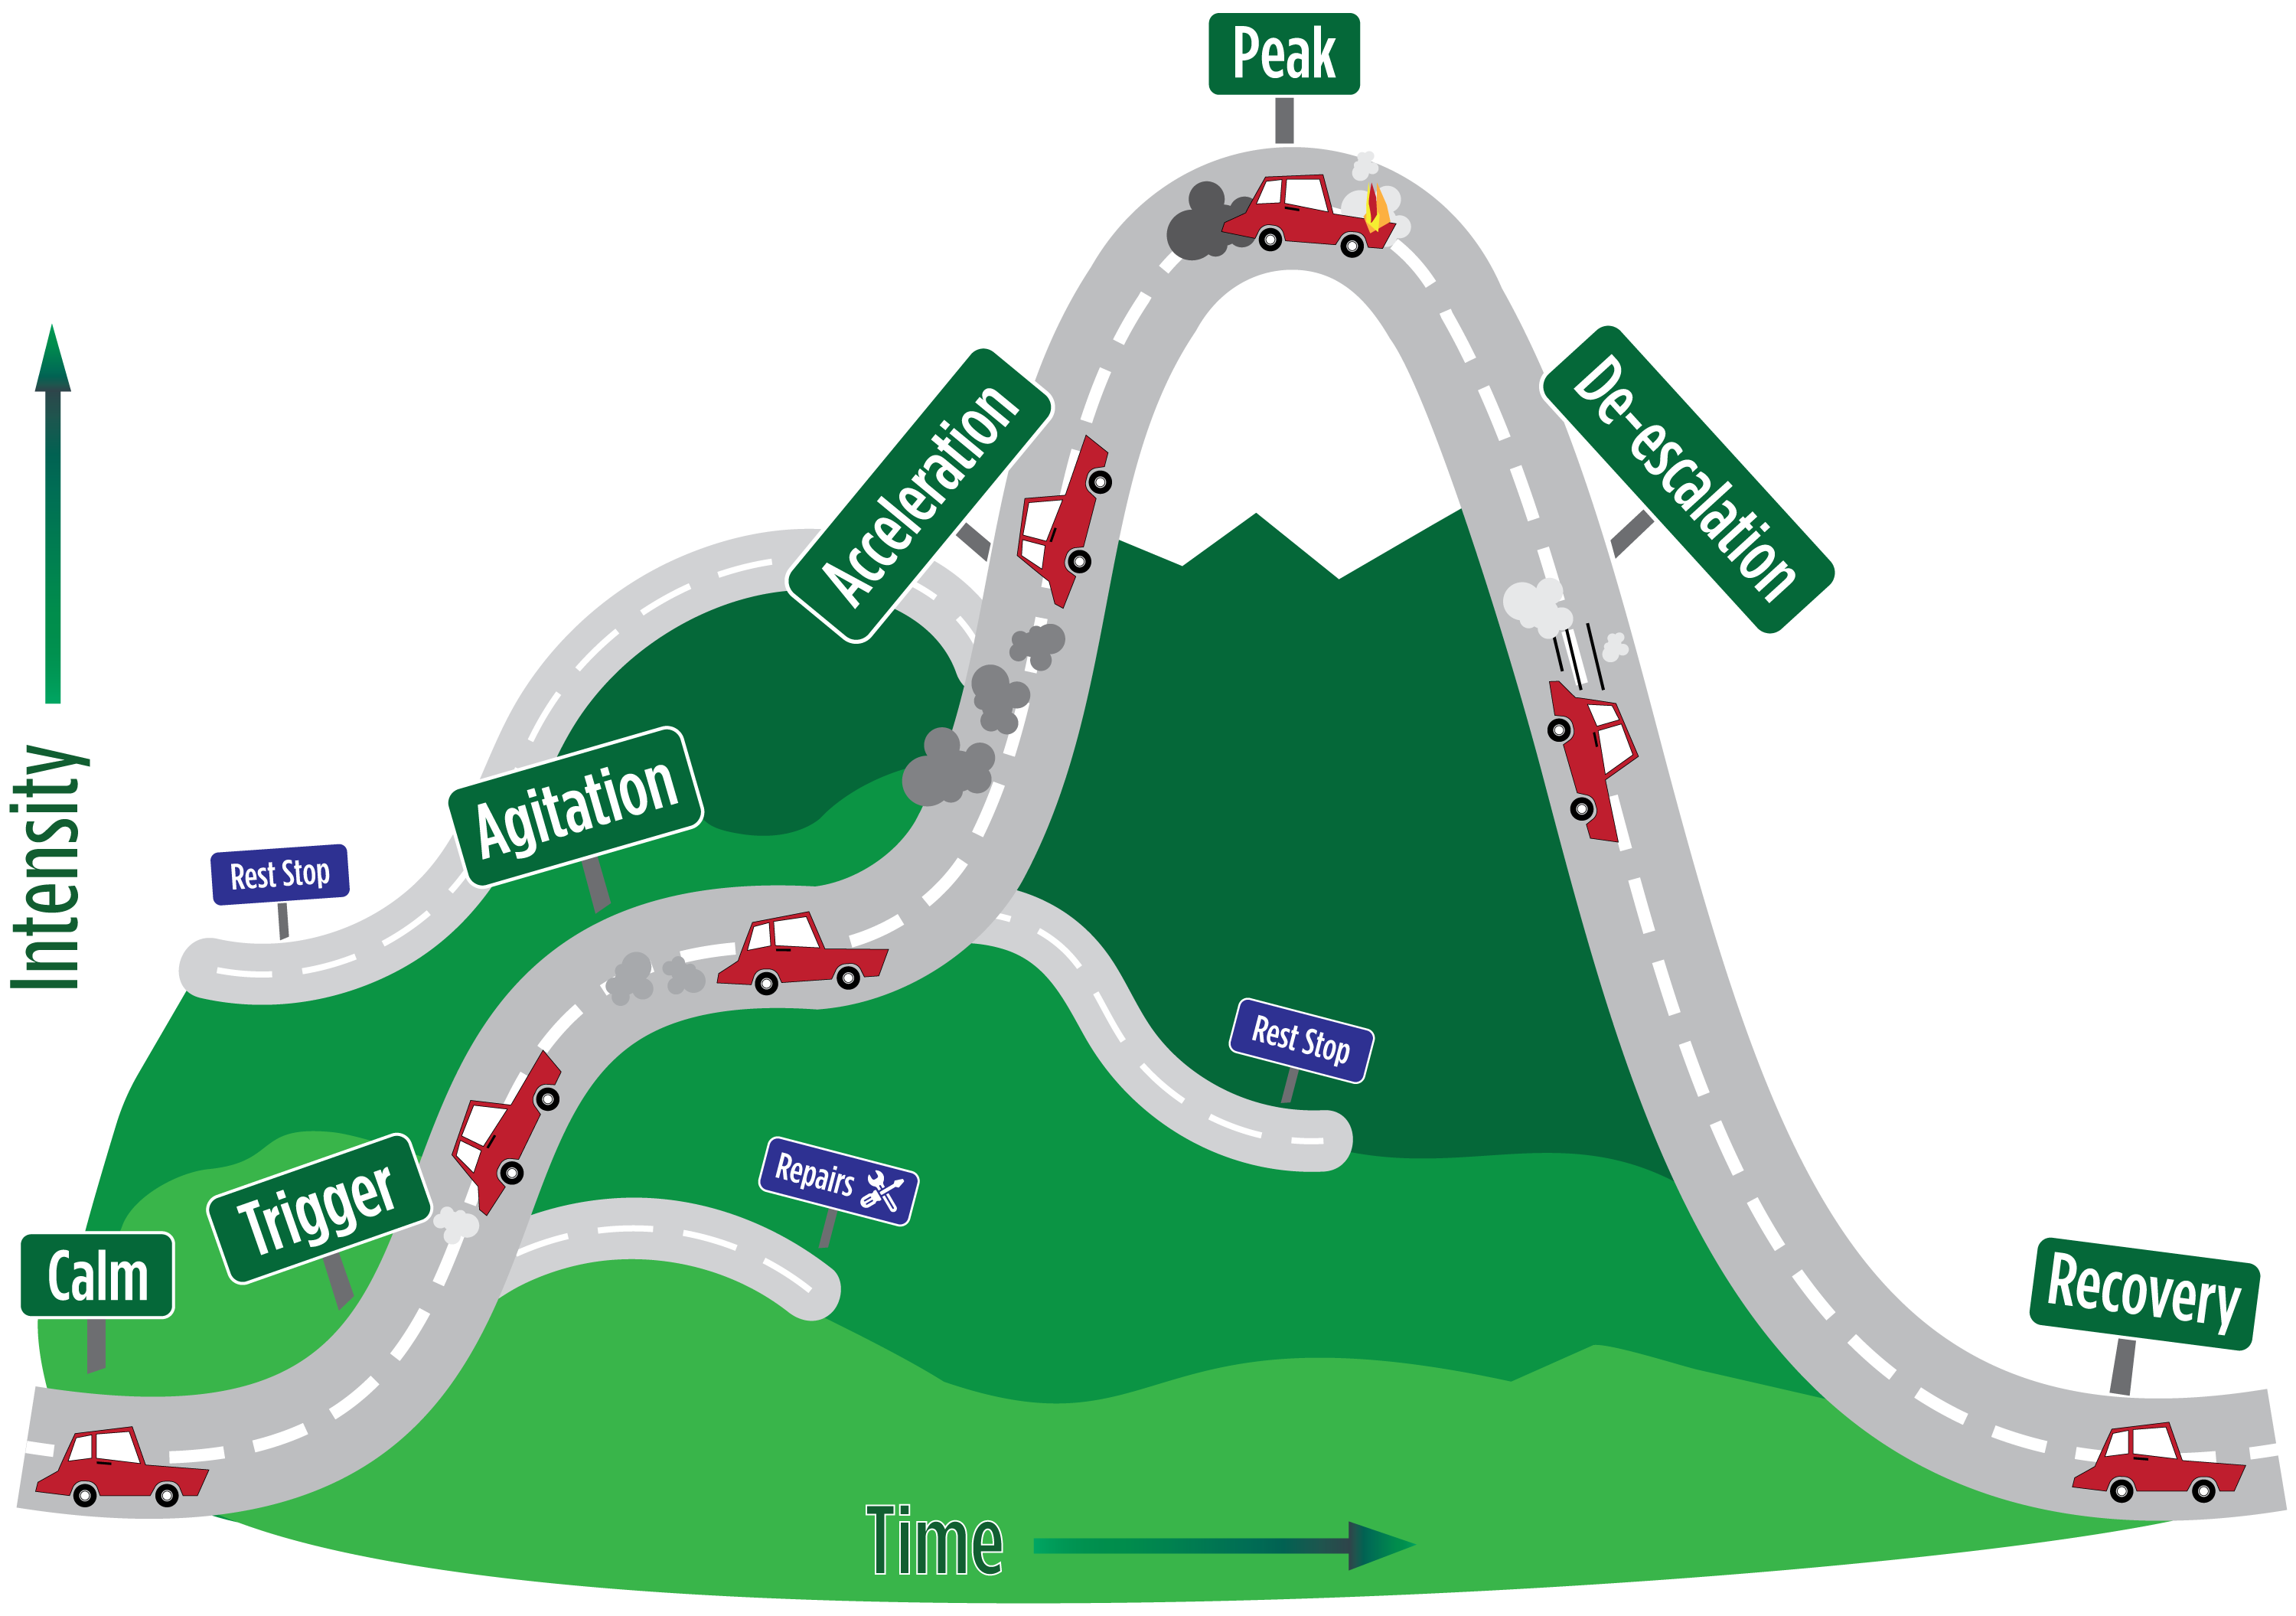 Peak
Acceleration
De-escalation
Agitation
Rest Stop
Intensity
Rest Stop
Trigger
Repairs
Calm
Recovery
Time